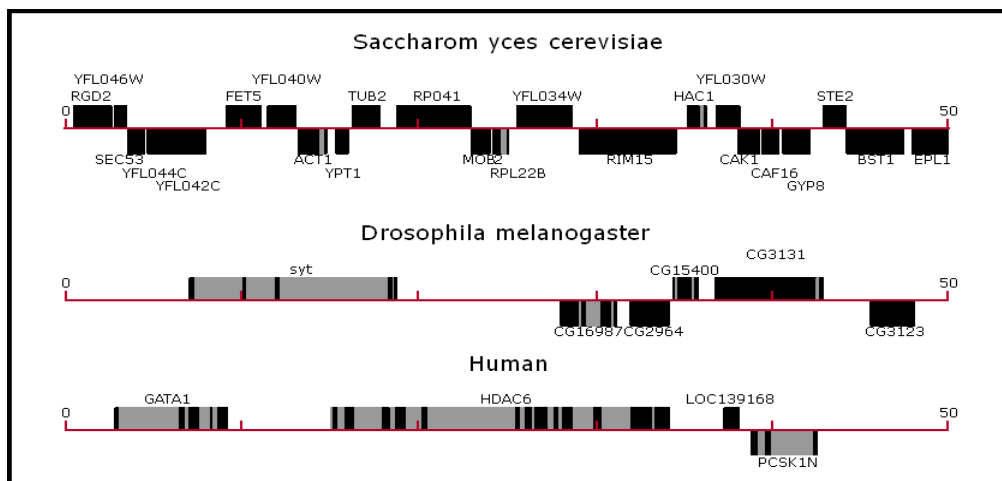 Saccharom yces cerevisiae
YFL046W YFL040W YFL030W
RGD2 FET5 TUB2 RP041 YFL034W HAC1 STE2
0 50
SEC53 ACT1 MOB2 RIM15 CAK1 BST1 EPL1
YFL044C YPT1 RPL22B CAF16
YFL042C GYP8
Drosophila melanogaster
CG3131
syt CG15400
0 50
CG16987 CG2964 CG3123
Human
GATA1 HDAC6 LOC139168
0 50
PCSK1N